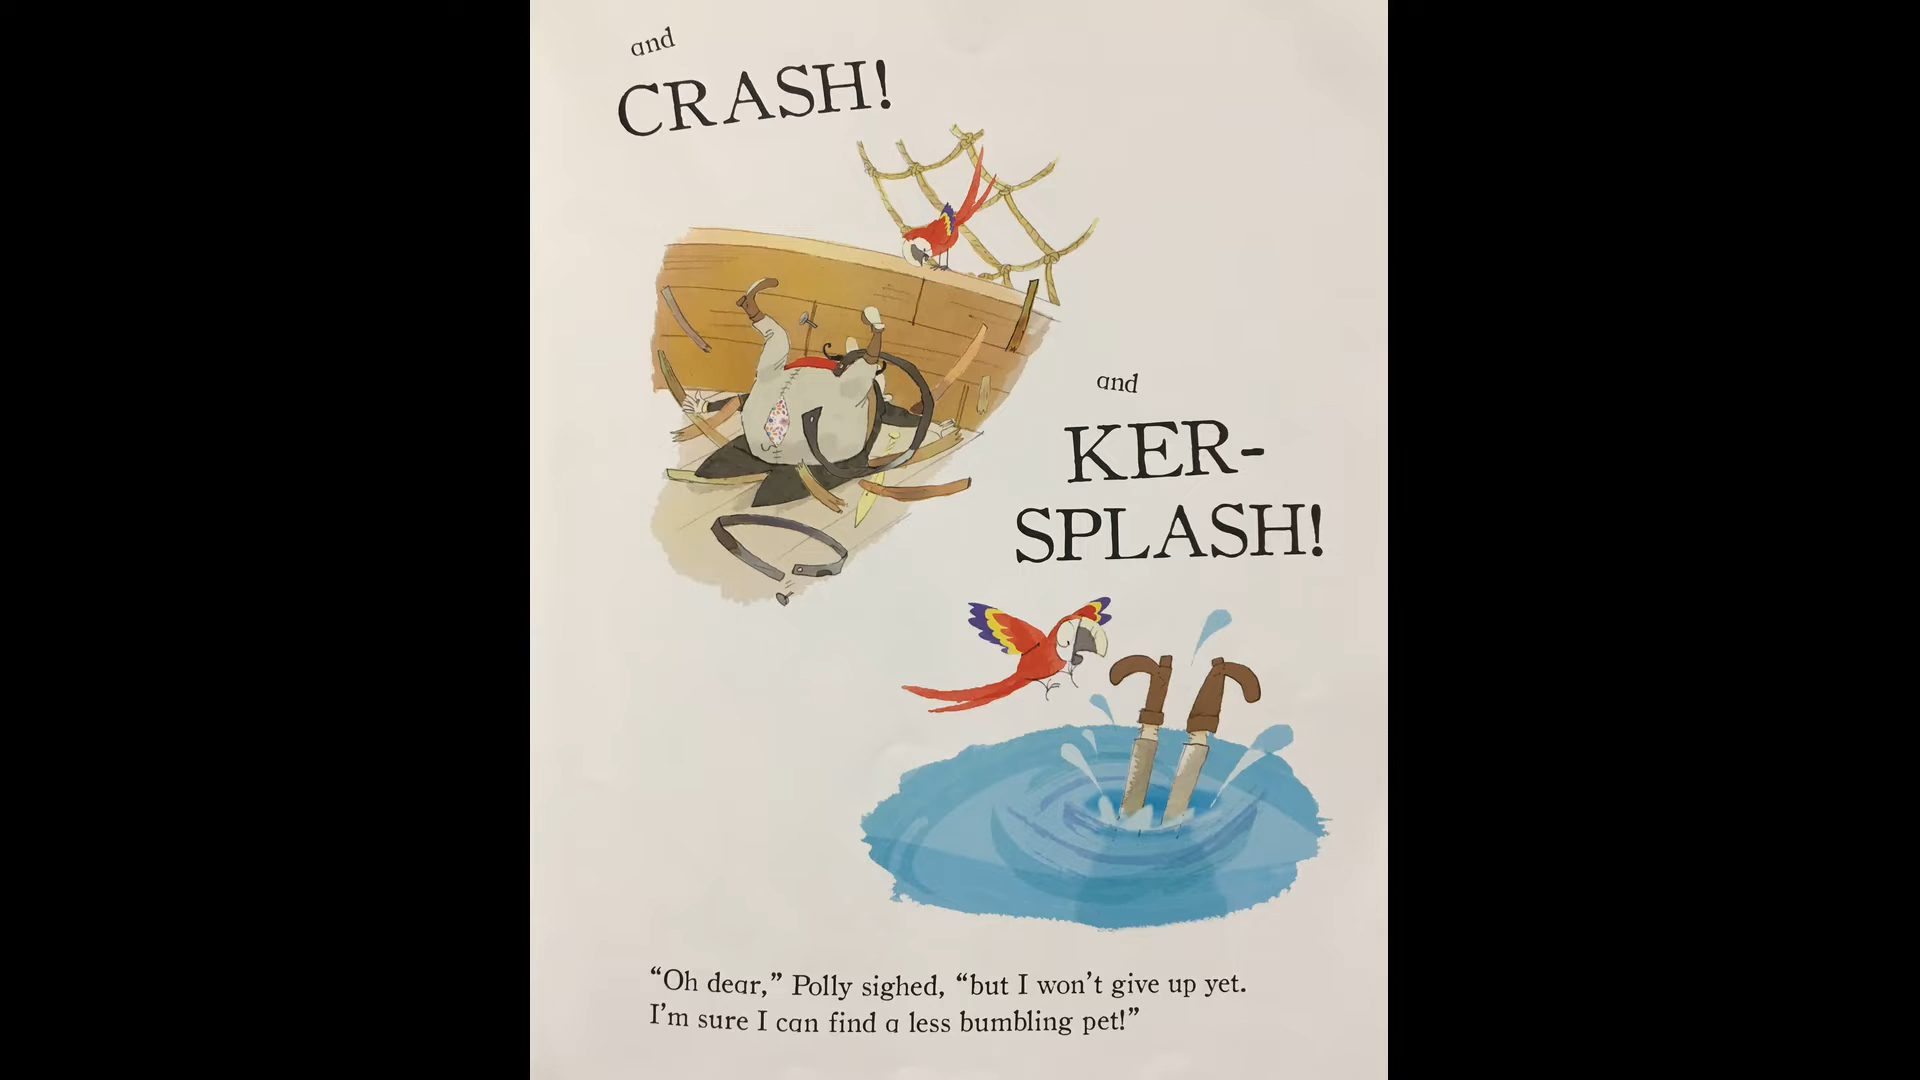 and
CRASH!
and
KER-
SPLASH!
“Oh dear,” Polly sighed, “but I won’t give up yet.
I’m sure I can find a less bumbling pet!”